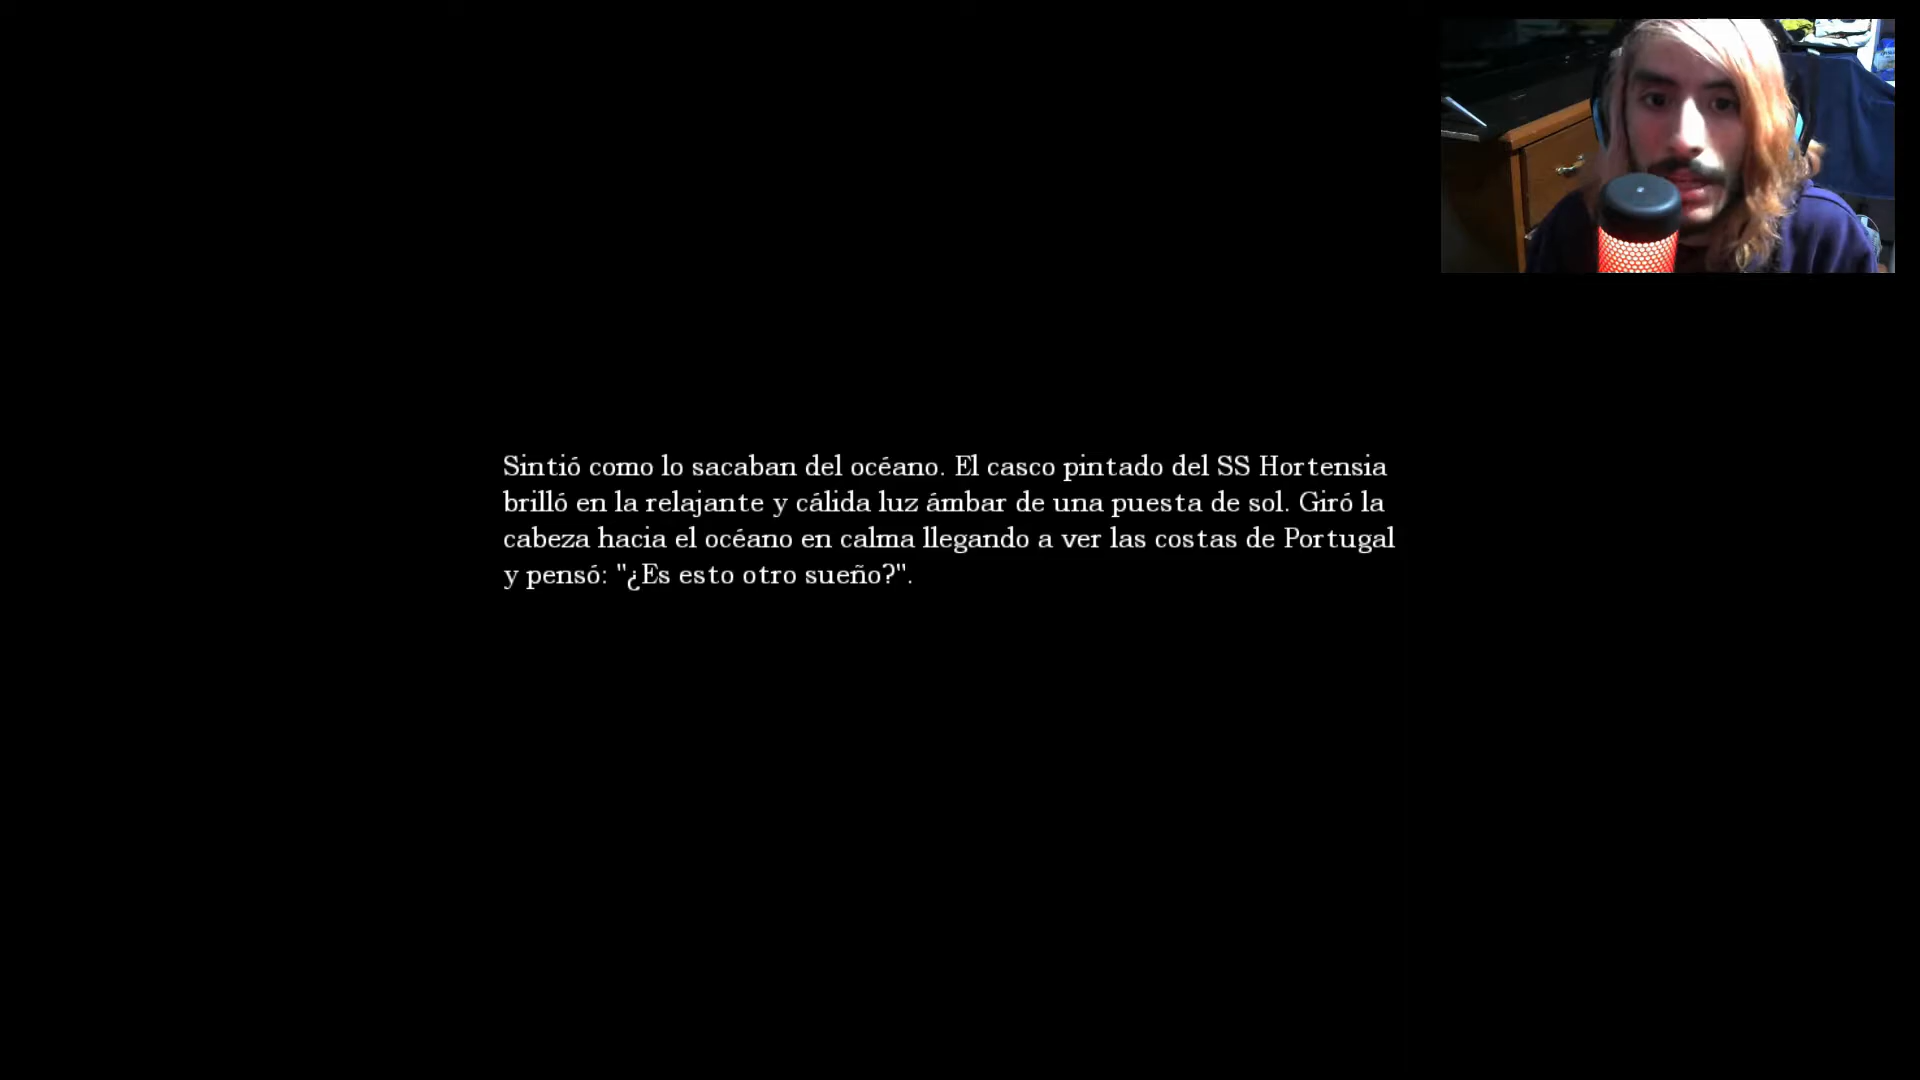 Sintió como lo sacaban del océano. El casco pintado del SS Hortensia
brilló en la relajante y cálida luz ámbar de una puesta de sol. Giró la
cabeza hacia el océano en calma llegando a ver las costas de Portugal
y pensó: "¿Es esto otro sueño?".